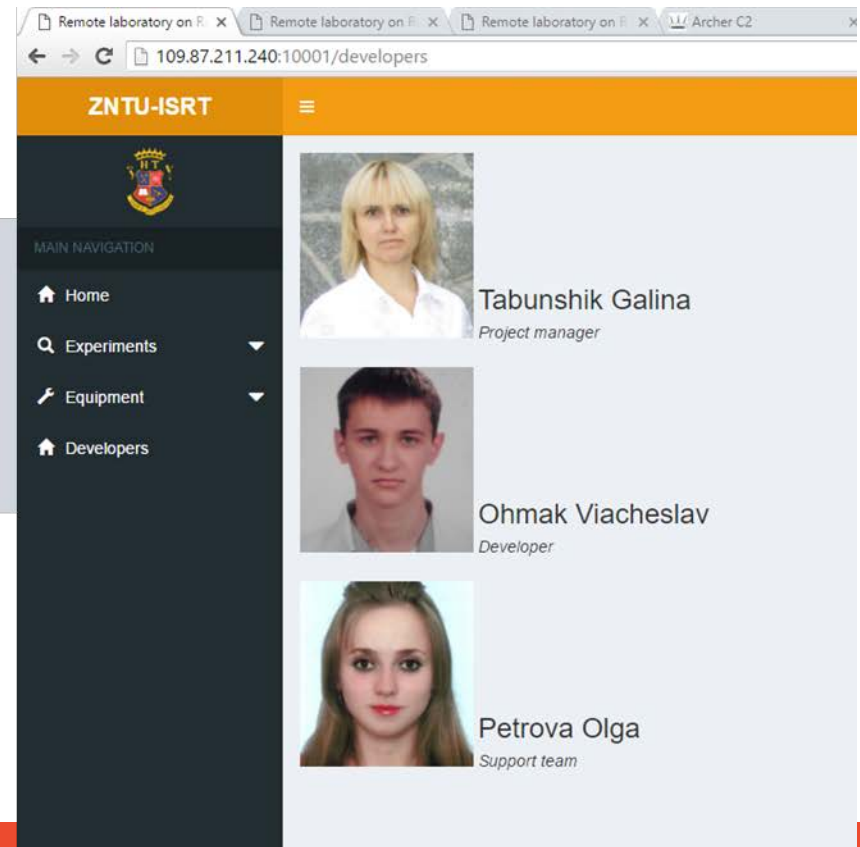 Remote laboratory on R
Remote laboratory on R
Remote laboratory on R
Archer C2
109.87.211.240:10001/developers
ZNTU-ISRT
НТ
MAIN NAVIGATION
Home
Experiments
Equipment
Developers
Tabunshik Galina
Project manager
Ohmak Viacheslav
Developer
Petrova Olga
Support team